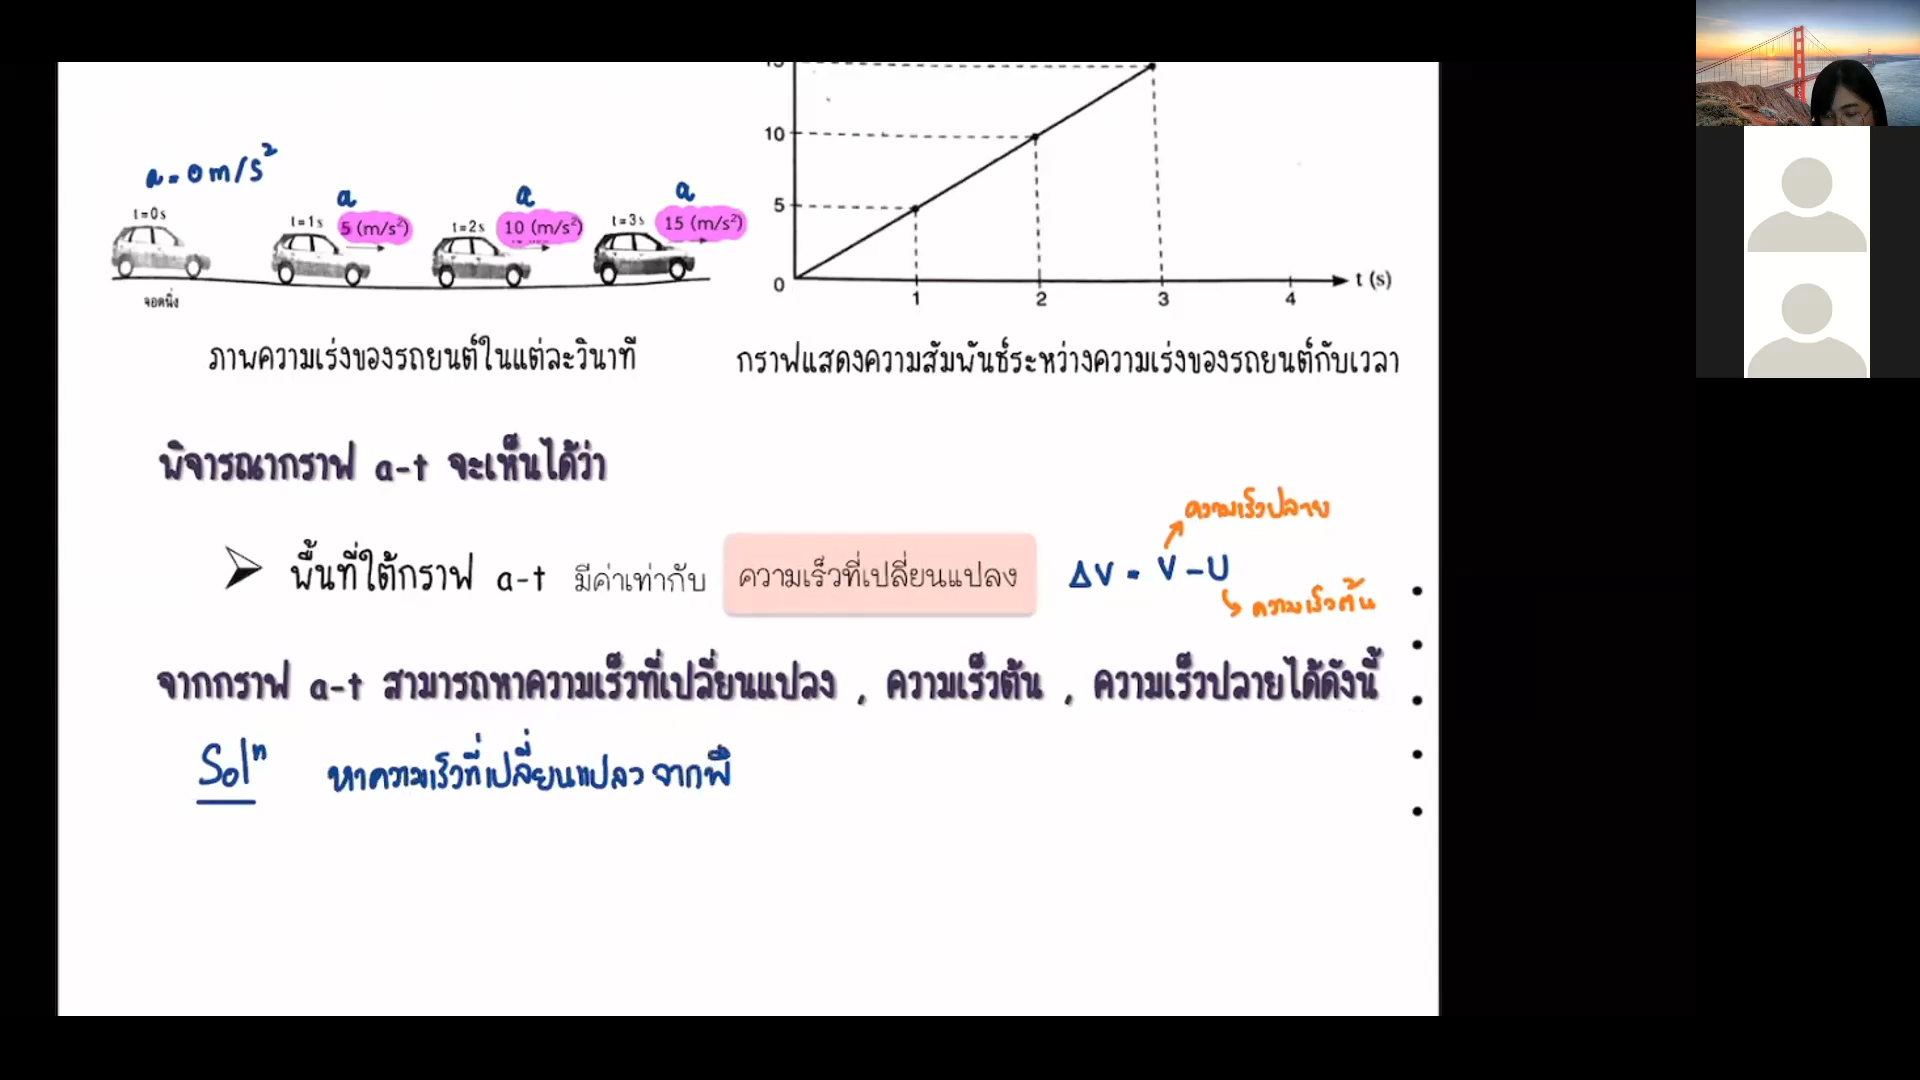 10
5
0
1 2 3 4 t (s)
a = 0 m/s²
a a a
t=0s
t=1s 5 (m/s²)
t=2s 10 (m/s²)
t=3s 15 (m/s²)
จอดนิ่ง
ภาพความเร่งของรถยนต์ในแต่ละวินาที
กราฟแสดงความสัมพันธ์ระหว่างความเร่งของรถยนต์กับเวลา
พิจารณากราฟ a-t จะเห็นได้ว่า
ความเร็วปลาย
➢ พื้นที่ใต้กราฟ a-t มีค่าเท่ากับ ความเร็วที่เปลี่ยนแปลง ΔV = V - U
ความเร็วต้น
จากกราฟ a-t สามารถหาความเร็วที่เปลี่ยนแปลง , ความเร็วต้น , ความเร็วปลายได้ดังนี้
Solⁿ หาความเร็วที่เปลี่ยนแปลง จากพื